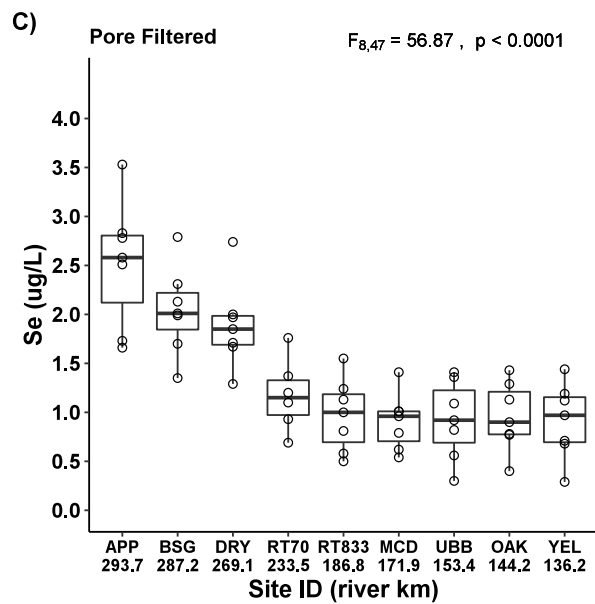 C)
Pore Filtered
F8,47 = 56.87 , p < 0.0001
Se (ug/L)
4.0
3.5
3.0
2.5
2.0
1.5
1.0
0.5
0.0
APP BSG DRY RT70 RT833 MCD UBB OAK YEL
293.7 287.2 269.1 233.5 186.8 171.9 153.4 144.2 136.2
Site ID (river km)